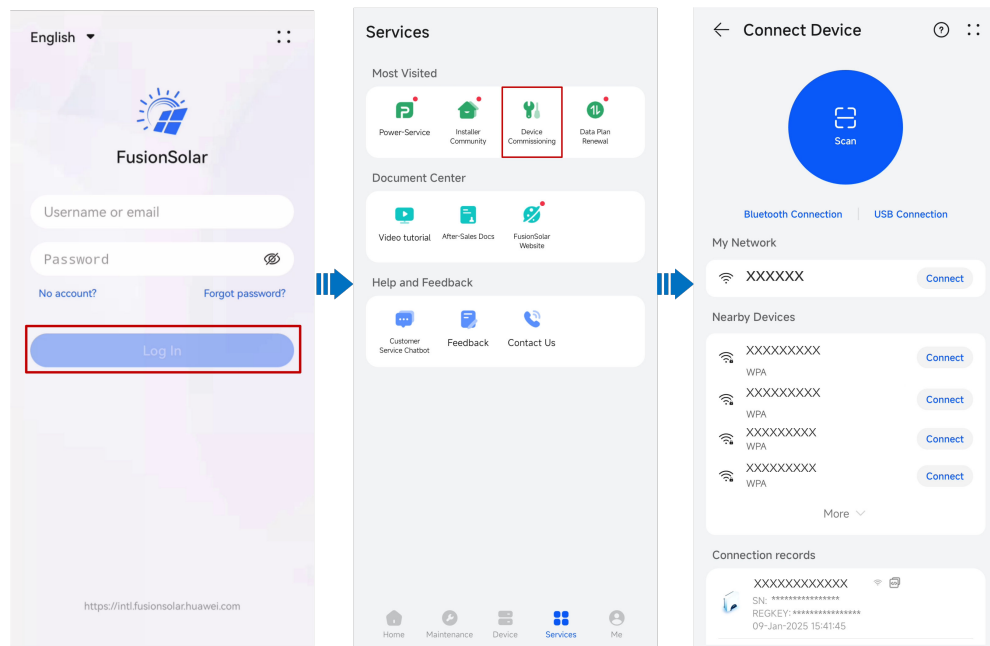 English
FusionSolar
Username or email
Password
No account?
Forgot password?
Log In
https://intl.fusionsolar.huawei.com
Services
Most Visited
Power-Service
Installer
Community
Device
Commissioning
Data Plan
Renewal
Document Center
Video tutorial
After-Sales Docs
FusionSolar
Website
Help and Feedback
Customer
Service Chatbot
Feedback
Contact Us
Home
Maintenance
Device
Services
Me
Connect Device
Scan
Bluetooth Connection
USB Connection
My Network
XXXXXX
Connect
Nearby Devices
XXXXXXXXX
WPA
Connect
XXXXXXXXX
WPA
Connect
XXXXXXXXX
WPA
Connect
XXXXXXXXX
WPA
Connect
More
Connection records
XXXXXXXXXXXX
SN: ***************
REGKEY: ***************
09-Jan-2025 15:41:45